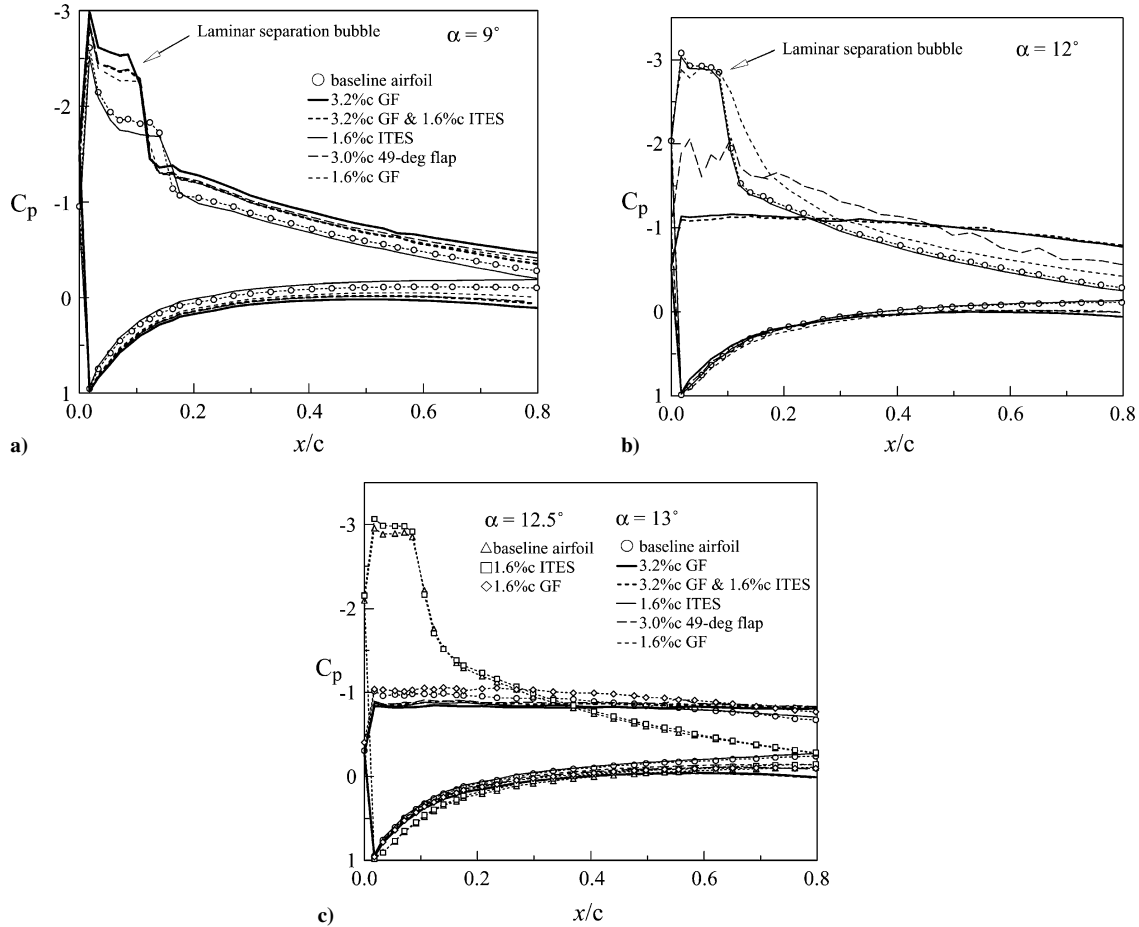 -3
-2
-1
0
1
C_p
Laminar separation bubble
α = 9°
baseline airfoil
3.2%c GF
3.2%c GF & 1.6%c ITES
1.6%c ITES
3.0%c 49-deg flap
1.6%c GF
0.0 0.2 0.4 0.6 0.8
x/c
a)
-3
-2
-1
0
1
C_p
Laminar separation bubble
α = 12°
0.0 0.2 0.4 0.6 0.8
x/c
b)
-3
-2
-1
0
1
C_p
α = 12.5°
baseline airfoil
1.6%c ITES
1.6%c GF
α = 13°
baseline airfoil
3.2%c GF
3.2%c GF & 1.6%c ITES
1.6%c ITES
3.0%c 49-deg flap
1.6%c GF
0.0 0.2 0.4 0.6 0.8
x/c
c)